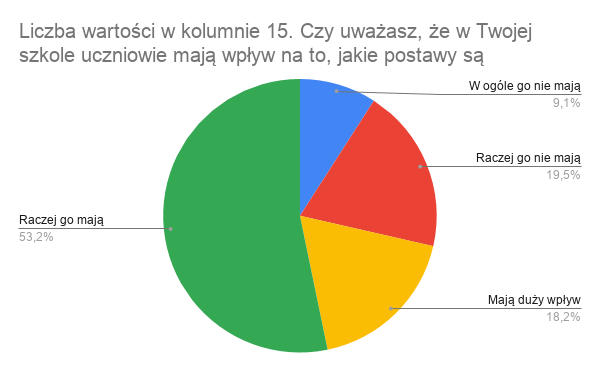 Liczba wartości w kolumnie 15. Czy uważasz, że w Twojej
szkole uczniowie mają wpływ na to, jakie postawy są
W ogóle go nie mają
9,1%
Raczej go nie mają
19,5%
Raczej go mają
53,2%
Mają duży wpływ
18,2%